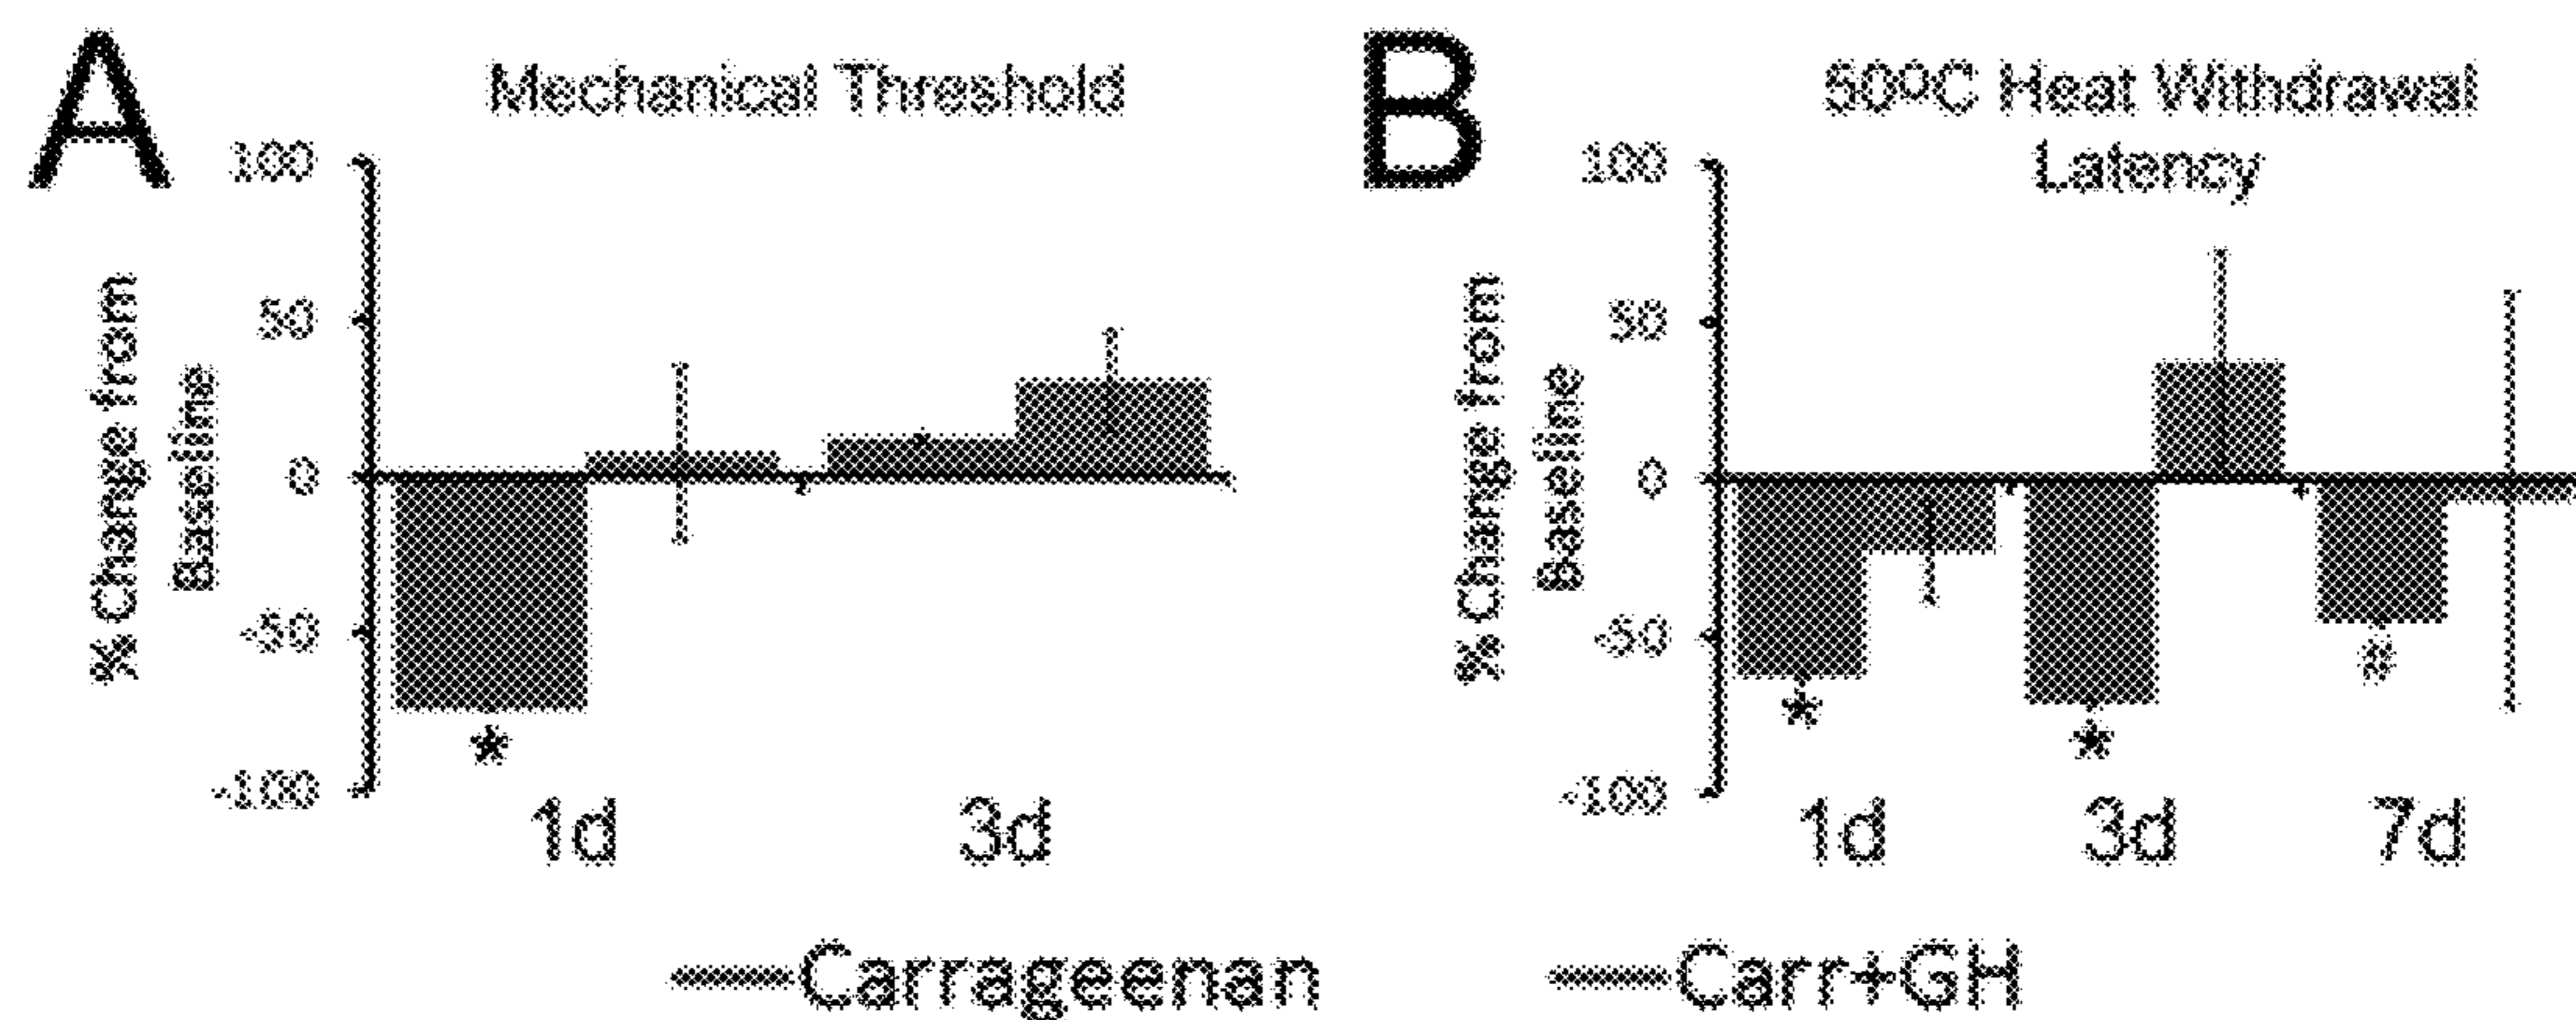 A
Mechanical Threshold
% Change from
Baseline
100
50
0
-50
-100
*
1d
3d
B
50ºC Heat Withdrawal
Latency
% Change from
Baseline
100
50
0
-50
-100
*
*
#
1d
3d
7d
Carrageenan
Carr+GH